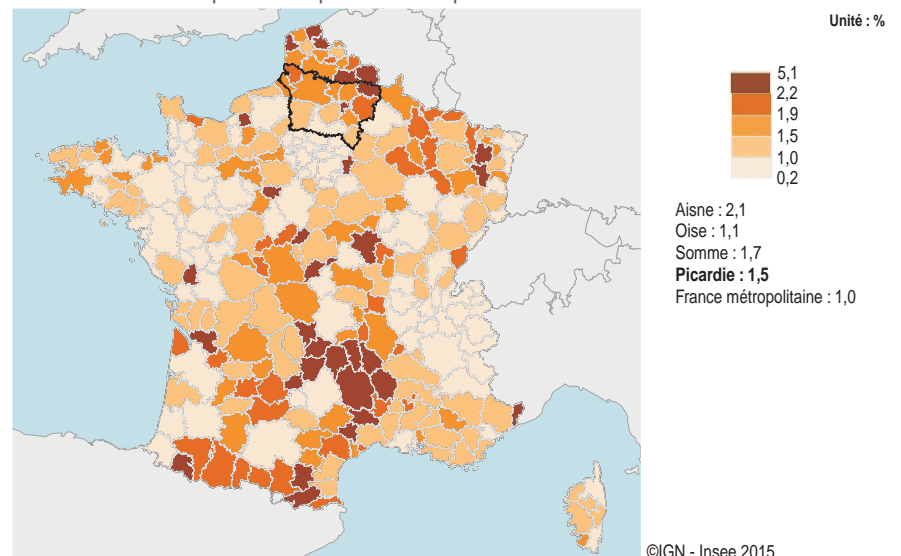 Unité : %
5,1
2,2
1,9
1,5
1,0
0,2
Aisne : 2,1
Oise : 1,1
Somme : 1,7
Picardie : 1,5
France métropolitaine : 1,0
©IGN - Insee 2015